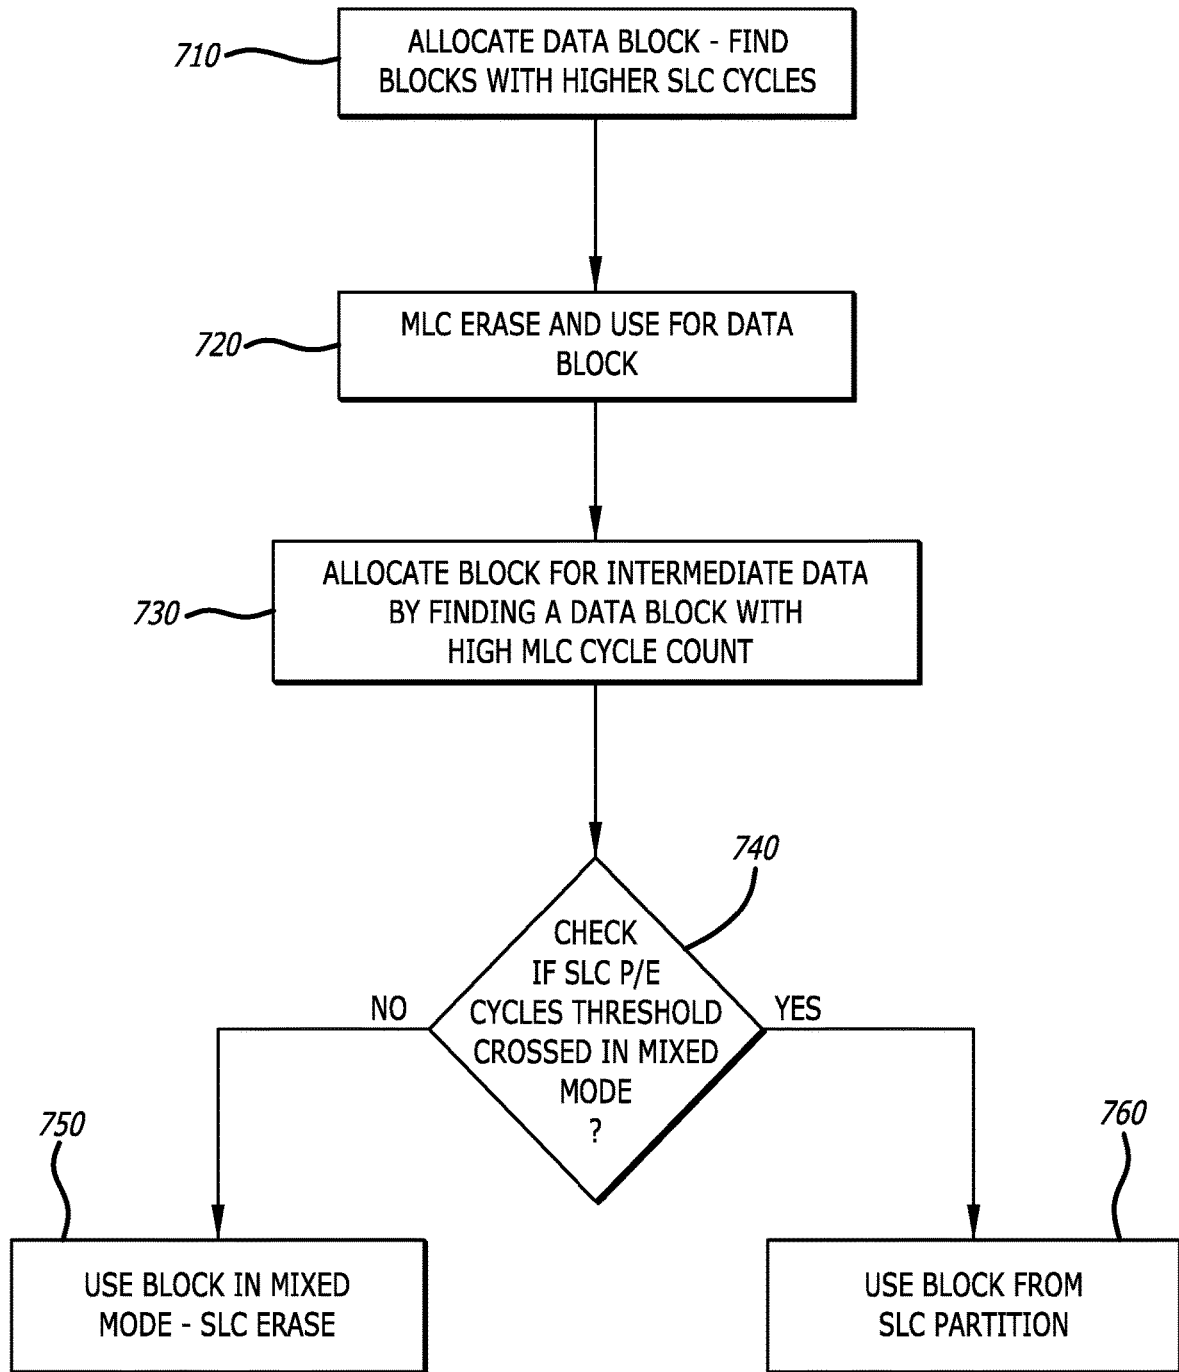 710
ALLOCATE DATA BLOCK - FIND
BLOCKS WITH HIGHER SLC CYCLES
720
MLC ERASE AND USE FOR DATA
BLOCK
730
ALLOCATE BLOCK FOR INTERMEDIATE DATA
BY FINDING A DATA BLOCK WITH
HIGH MLC CYCLE COUNT
740
CHECK
IF SLC P/E
CYCLES THRESHOLD
CROSSED IN MIXED
MODE
?
NO
YES
750
USE BLOCK IN MIXED
MODE - SLC ERASE
760
USE BLOCK FROM
SLC PARTITION